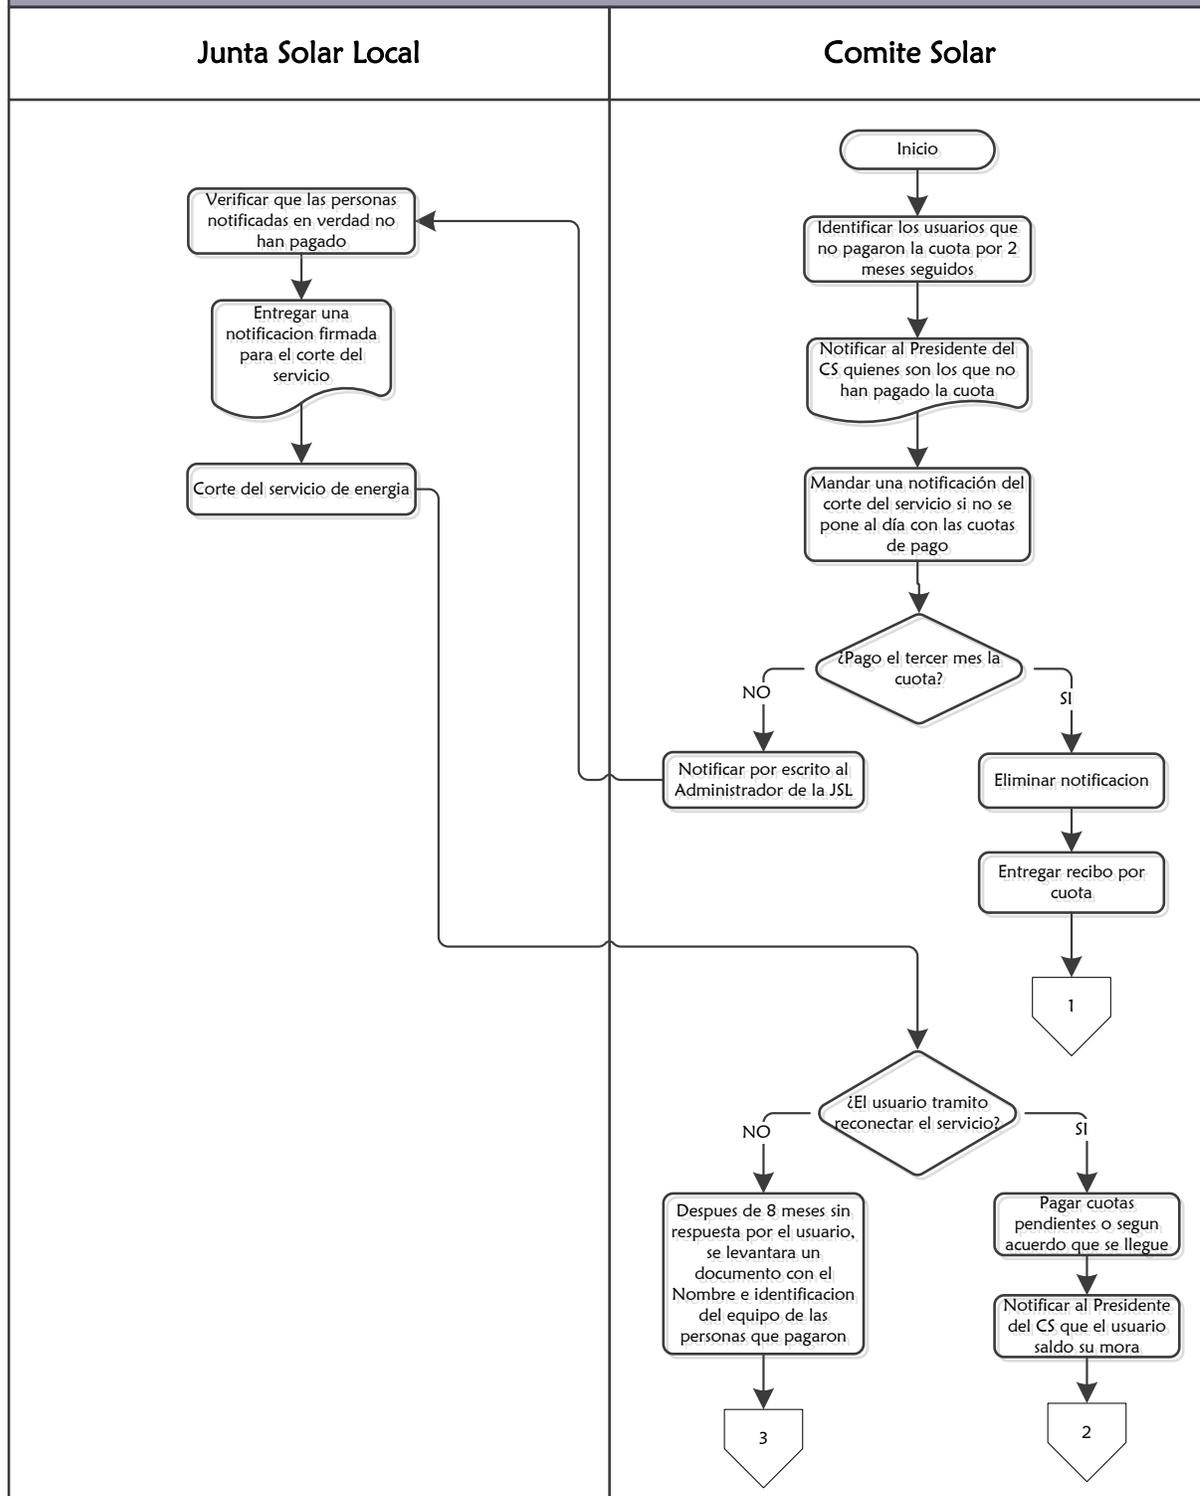 Junta Solar Local
Comite Solar
Inicio
Identificar los usuarios que
no pagaron la cuota por 2
meses seguidos
Notificar al Presidente del
CS quienes son los que no
han pagado la cuota
Mandar una notificación del
corte del servicio si no se
pone al día con las cuotas
de pago
¿Pago el tercer mes la
cuota?
NO
SI
Notificar por escrito al
Administrador de la JSL
Eliminar notificacion
Entregar recibo por
cuota
1
Verificar que las personas
notificadas en verdad no
han pagado
Entregar una
notificacion firmada
para el corte del
servicio
Corte del servicio de energia
¿El usuario tramito
reconectar el servicio?
NO
SI
Despues de 8 meses sin
respuesta por el usuario,
se levantara un
documento con el
Nombre e identificacion
del equipo de las
personas que pagaron
3
Pagar cuotas
pendientes o segun
acuerdo que se llegue
Notificar al Presidente
del CS que el usuario
saldo su mora
2